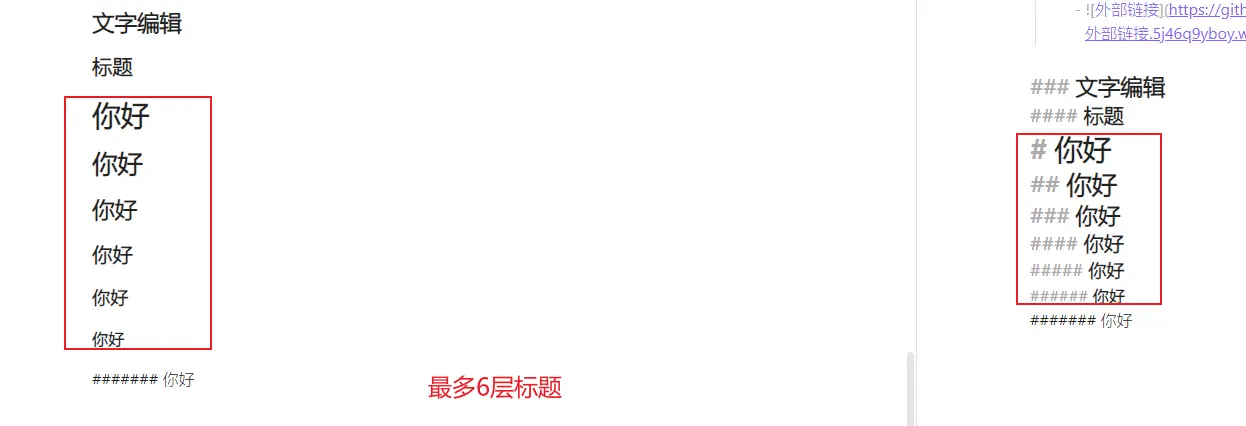 文字编辑
标题
你好
你好
你好
你好
你好
你好
####### 你好
最多6层标题
- ![外部链接](https://gith
外部链接.5j46q9yboy.w
### 文字编辑
#### 标题
# 你好
## 你好
### 你好
#### 你好
##### 你好
###### 你好
####### 你好